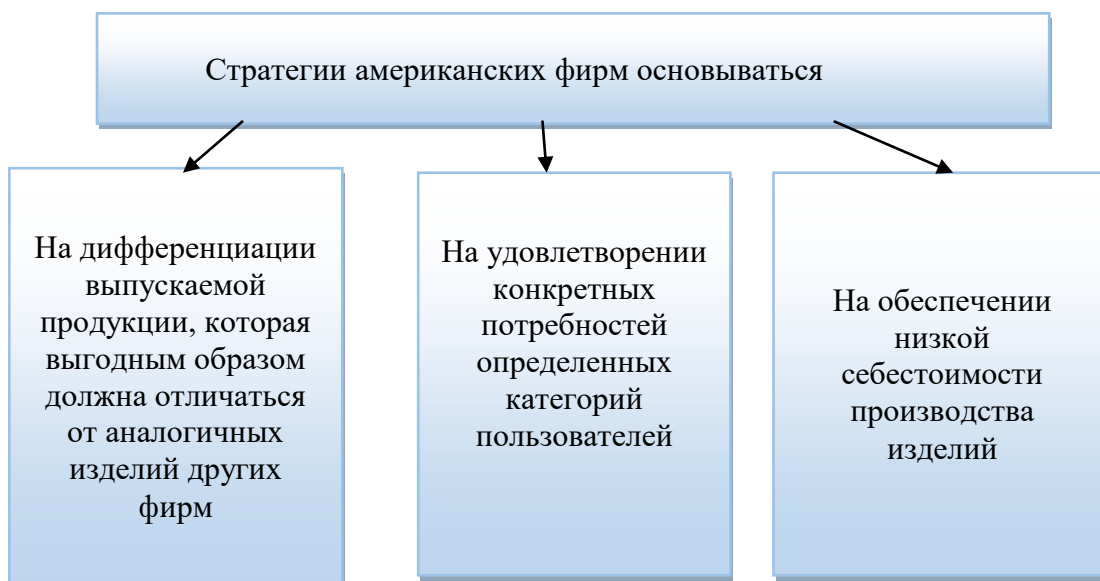 Стратегии американских фирм основываться
На дифференциации
выпускаемой
продукции, которая
выгодным образом
должна отличаться
от аналогичных
изделий других
фирм
На удовлетворении
конкретных
потребностей
определенных
категорий
пользователей
На обеспечении
низкой
себестоимости
производства
изделий